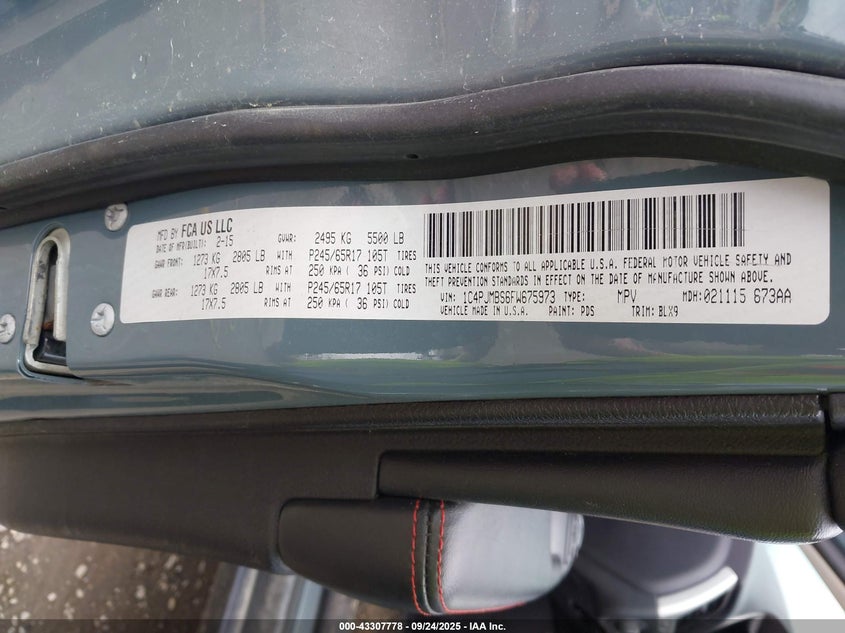 MFD BY FCA US LLC
DATE OF MFR(BUILT): 2-15 GVWR: 2495 KG 5500 LB
GAWR FRONT: 1273 KG 2805 LB WITH P245/65R17 105T TIRES
17X7.5 RIMS AT 250 KPA ( 36 PSI) COLD
GAWR REAR: 1273 KG 2805 LB WITH P245/65R17 105T TIRES
17X7.5 RIMS AT 250 KPA ( 36 PSI) COLD
THIS VEHICLE CONFORMS TO ALL APPLICABLE U.S.A. FEDERAL MOTOR VEHICLE SAFETY AND
THEFT PREVENTION STANDARDS IN EFFECT ON THE DATE OF MANUFACTURE SHOWN ABOVE.
VIN: 1C4PJMBS6FW675973 TYPE: MPV MDH:021115 673AA
VEHICLE MADE IN U.S.A. PAINT: PDS TRIM: BLX9
000-43307778 - 09/24/2025 - IAA Inc.